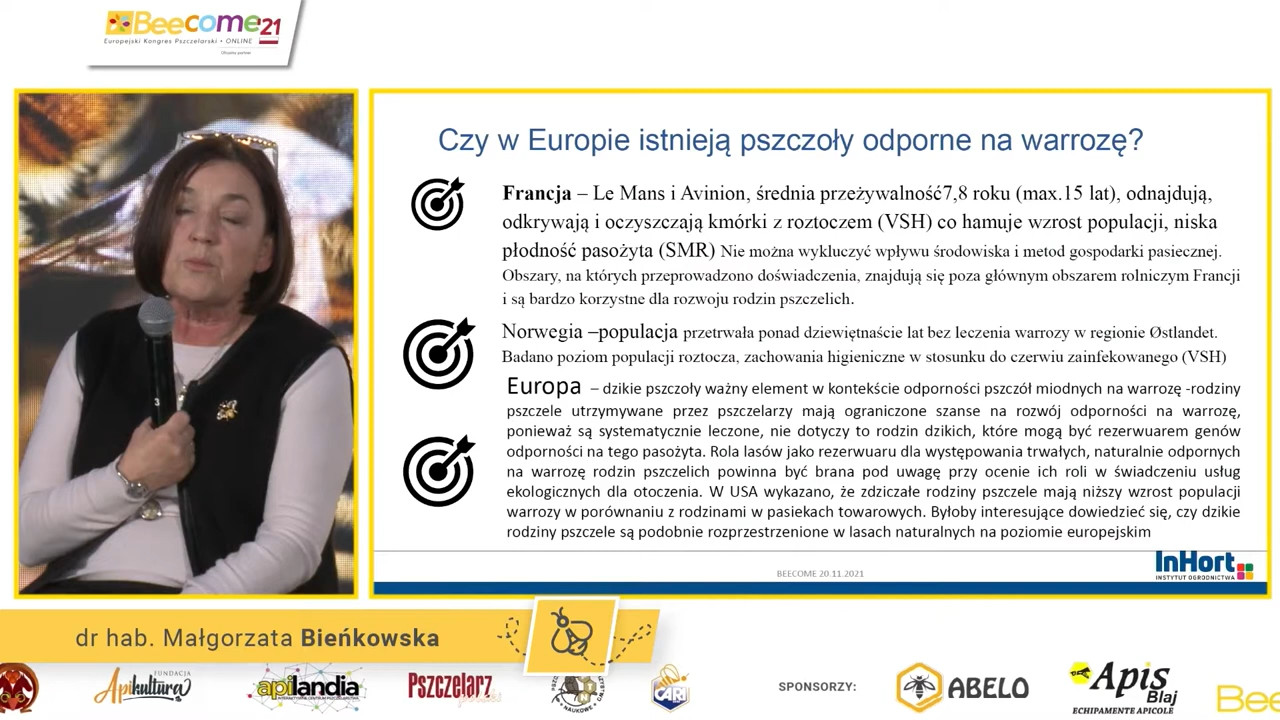 Beecome'21
Europejski Kongres Pszczelarski • ONLINE
Czy w Europie istnieją pszczoły odporne na warrozę?
Francja – Le Mans i Avinion, średnia przeżywalność7,8 roku (max.15 lat), odnajdują,
odkrywają i oczyszczają kmórki z roztoczem (VSH) co hamuje wzrost populacji, niska
płodność pasożyta (SMR) Nie można wykluczyć wpływu środowiska i metod gospodarki pasiecznej.
Obszary, na których przeprowadzono doświadczenia, znajdują się poza głównym obszarem rolniczym Francji
i są bardzo korzystne dla rozwoju rodzin pszczelich.
Norwegia –populacja przetrwała ponad dziewiętnaście lat bez leczenia warrozy w regionie Østlandet.
Badano poziom populacji roztocza, zachowania higieniczne w stosunku do czerwiu zainfekowanego (VSH)
Europa – dzikie pszczoły ważny element w kontekście odporności pszczół miodnych na warrozę -rodziny
pszczele utrzymywane przez pszczelarzy mają ograniczone szanse na rozwój odporności na warrozę,
ponieważ są systematycznie leczone, nie dotyczy to rodzin dzikich, które mogą być rezerwuarem genów
odporności na tego pasożyta. Rola lasów jako rezerwuaru dla występowania trwałych, naturalnie odpornych
na warrozę rodzin pszczelich powinna być brana pod uwagę przy ocenie ich roli w świadczeniu usług
ekologicznych dla otoczenia. W USA wykazano, że zdziczałe rodziny pszczele mają niższy wzrost populacji
warrozy w porównaniu z rodzinami w pasiekach towarowych. Byłoby interesujące dowiedzieć się, czy dzikie
rodziny pszczele są podobnie rozprzestrzenione w lasach naturalnych na poziomie europejskim
BEECOME 20.11.2021
InHort
INSTYTUT OGRODNICTWA
3
dr hab. Małgorzata Bieńkowska
FUNDACJA
Apikultura
apilandia
Pszczelarz
polski
NAUKOWE
CARI
SPONSORZY:
ABELO
Apis
Blaj
ECHIPAMENTE APICOLE
Bee